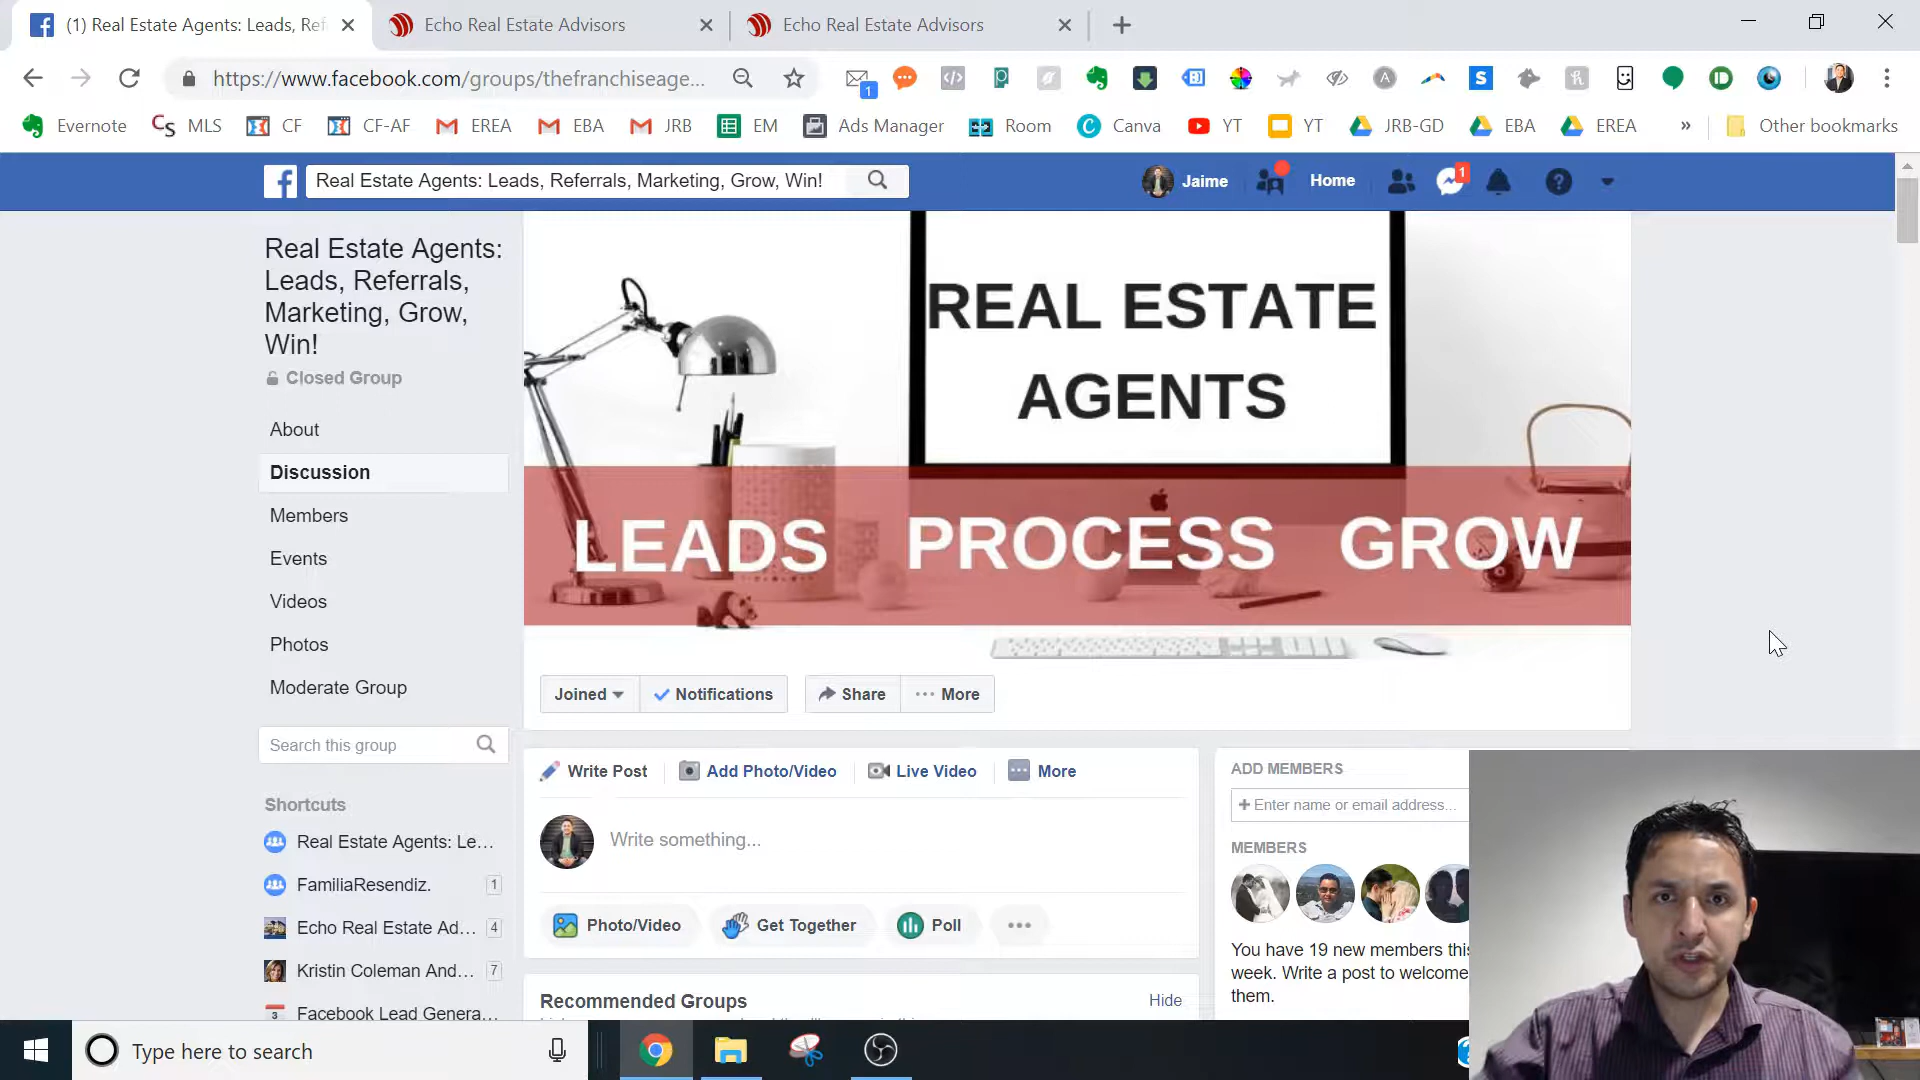 (1) Real Estate Agents: Leads, Ref
Echo Real Estate Advisors
Echo Real Estate Advisors
https://www.facebook.com/groups/thefranchiseage...
1
Evernote
MLS
CF
CF-AF
EREA
EBA
JRB
EM
Ads Manager
Room
Canva
YT
YT
JRB-GD
EBA
EREA
»
Other bookmarks
Real Estate Agents: Leads, Referrals, Marketing, Grow, Win!
Jaime
Home
1
Real Estate Agents:
Leads, Referrals,
Marketing, Grow,
Win!
Closed Group
About
Discussion
Members
Events
Videos
Photos
Moderate Group
Search this group
Shortcuts
Real Estate Agents: Le...
FamiliaResendiz. 1
Echo Real Estate Ad... 4
Kristin Coleman And... 7
Facebook Lead Genera...
REAL ESTATE
AGENTS
LEADS PROCESS GROW
Joined
Notifications
Share
More
Write Post
Add Photo/Video
Live Video
More
Write something...
Photo/Video
Get Together
Poll
Recommended Groups
Hide
ADD MEMBERS
+ Enter name or email address...
MEMBERS
You have 19 new members this
week. Write a post to welcome
them.
Type here to search